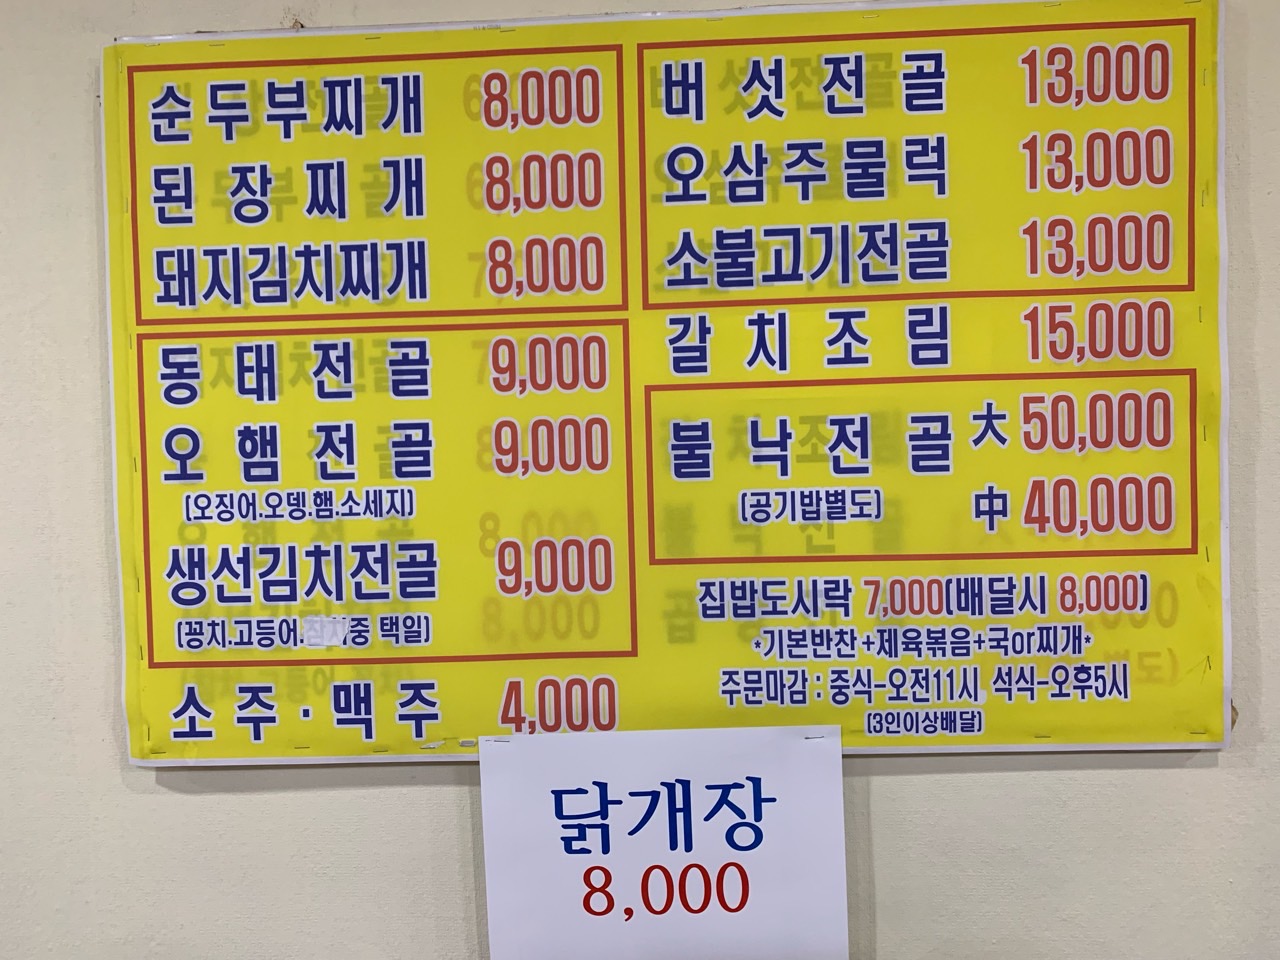 순두부찌개 8,000
된장찌개 8,000
돼지김치찌개 8,000
동태전골 9,000
오햄전골 9,000
(오징어.오뎅.햄.소세지)
생선김치전골 9,000
(꽁치.고등어.참치중 택일)
소주·맥주 4,000
버섯전골 13,000
오삼주물럭 13,000
소불고기전골 13,000
갈치조림 15,000
불낙전골 大 50,000
(공기밥별도) 中 40,000
집밥도시락 7,000(배달시 8,000)
*기본반찬+제육볶음+국or찌개*
주문마감 : 중식-오전11시 석식-오후5시
(3인이상배달)
닭개장
8,000